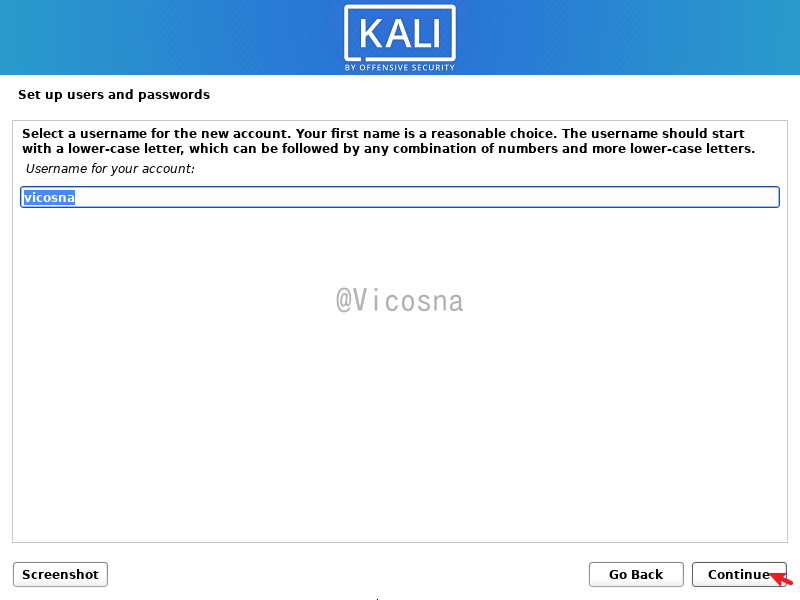 KALI
BY OFFENSIVE SECURITY
Set up users and passwords
Select a username for the new account. Your first name is a reasonable choice. The username should start
with a lower-case letter, which can be followed by any combination of numbers and more lower-case letters.
Username for your account:
vicosna
@Vicosna
Screenshot
Go Back
Continue